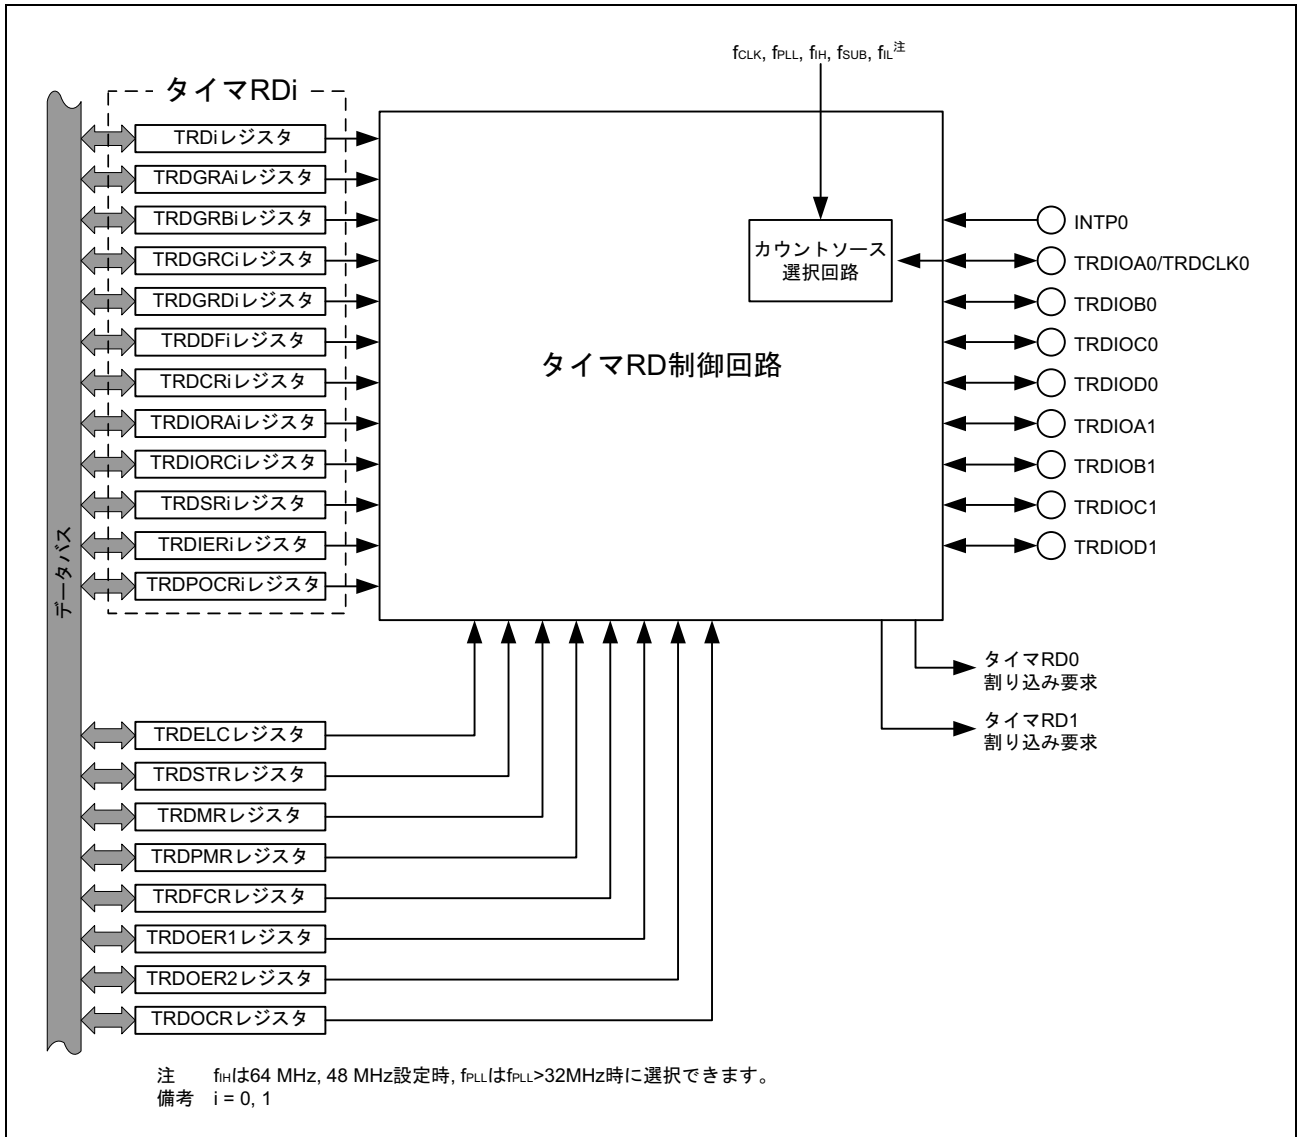 fCLK, fPLL, fIH, fSUB, fIL注
タイマRDi
TRDiレジスタ
TRDGRAiレジスタ
TRDGRBiレジスタ
TRDGRCiレジスタ
TRDGRDiレジスタ
TRDDFiレジスタ
TRDCRiレジスタ
TRDIORAiレジスタ
TRDIORCiレジスタ
TRDSRiレジスタ
TRDIERiレジスタ
TRDPOCRiレジスタ
データバス
カウントソース
選択回路
タイマRD制御回路
INTP0
TRDIOA0/TRDCLK0
TRDIOB0
TRDIOC0
TRDIOD0
TRDIOA1
TRDIOB1
TRDIOC1
TRDIOD1
タイマRD0
割り込み要求
タイマRD1
割り込み要求
TRDELCレジスタ
TRDSTRレジスタ
TRDMRレジスタ
TRDPMRレジスタ
TRDFCRレジスタ
TRDOER1レジスタ
TRDOER2レジスタ
TRDOCRレジスタ
注 fIHは64 MHz, 48 MHz設定時, fPLLはfPLL>32MHz時に選択できます。
備考 i = 0, 1